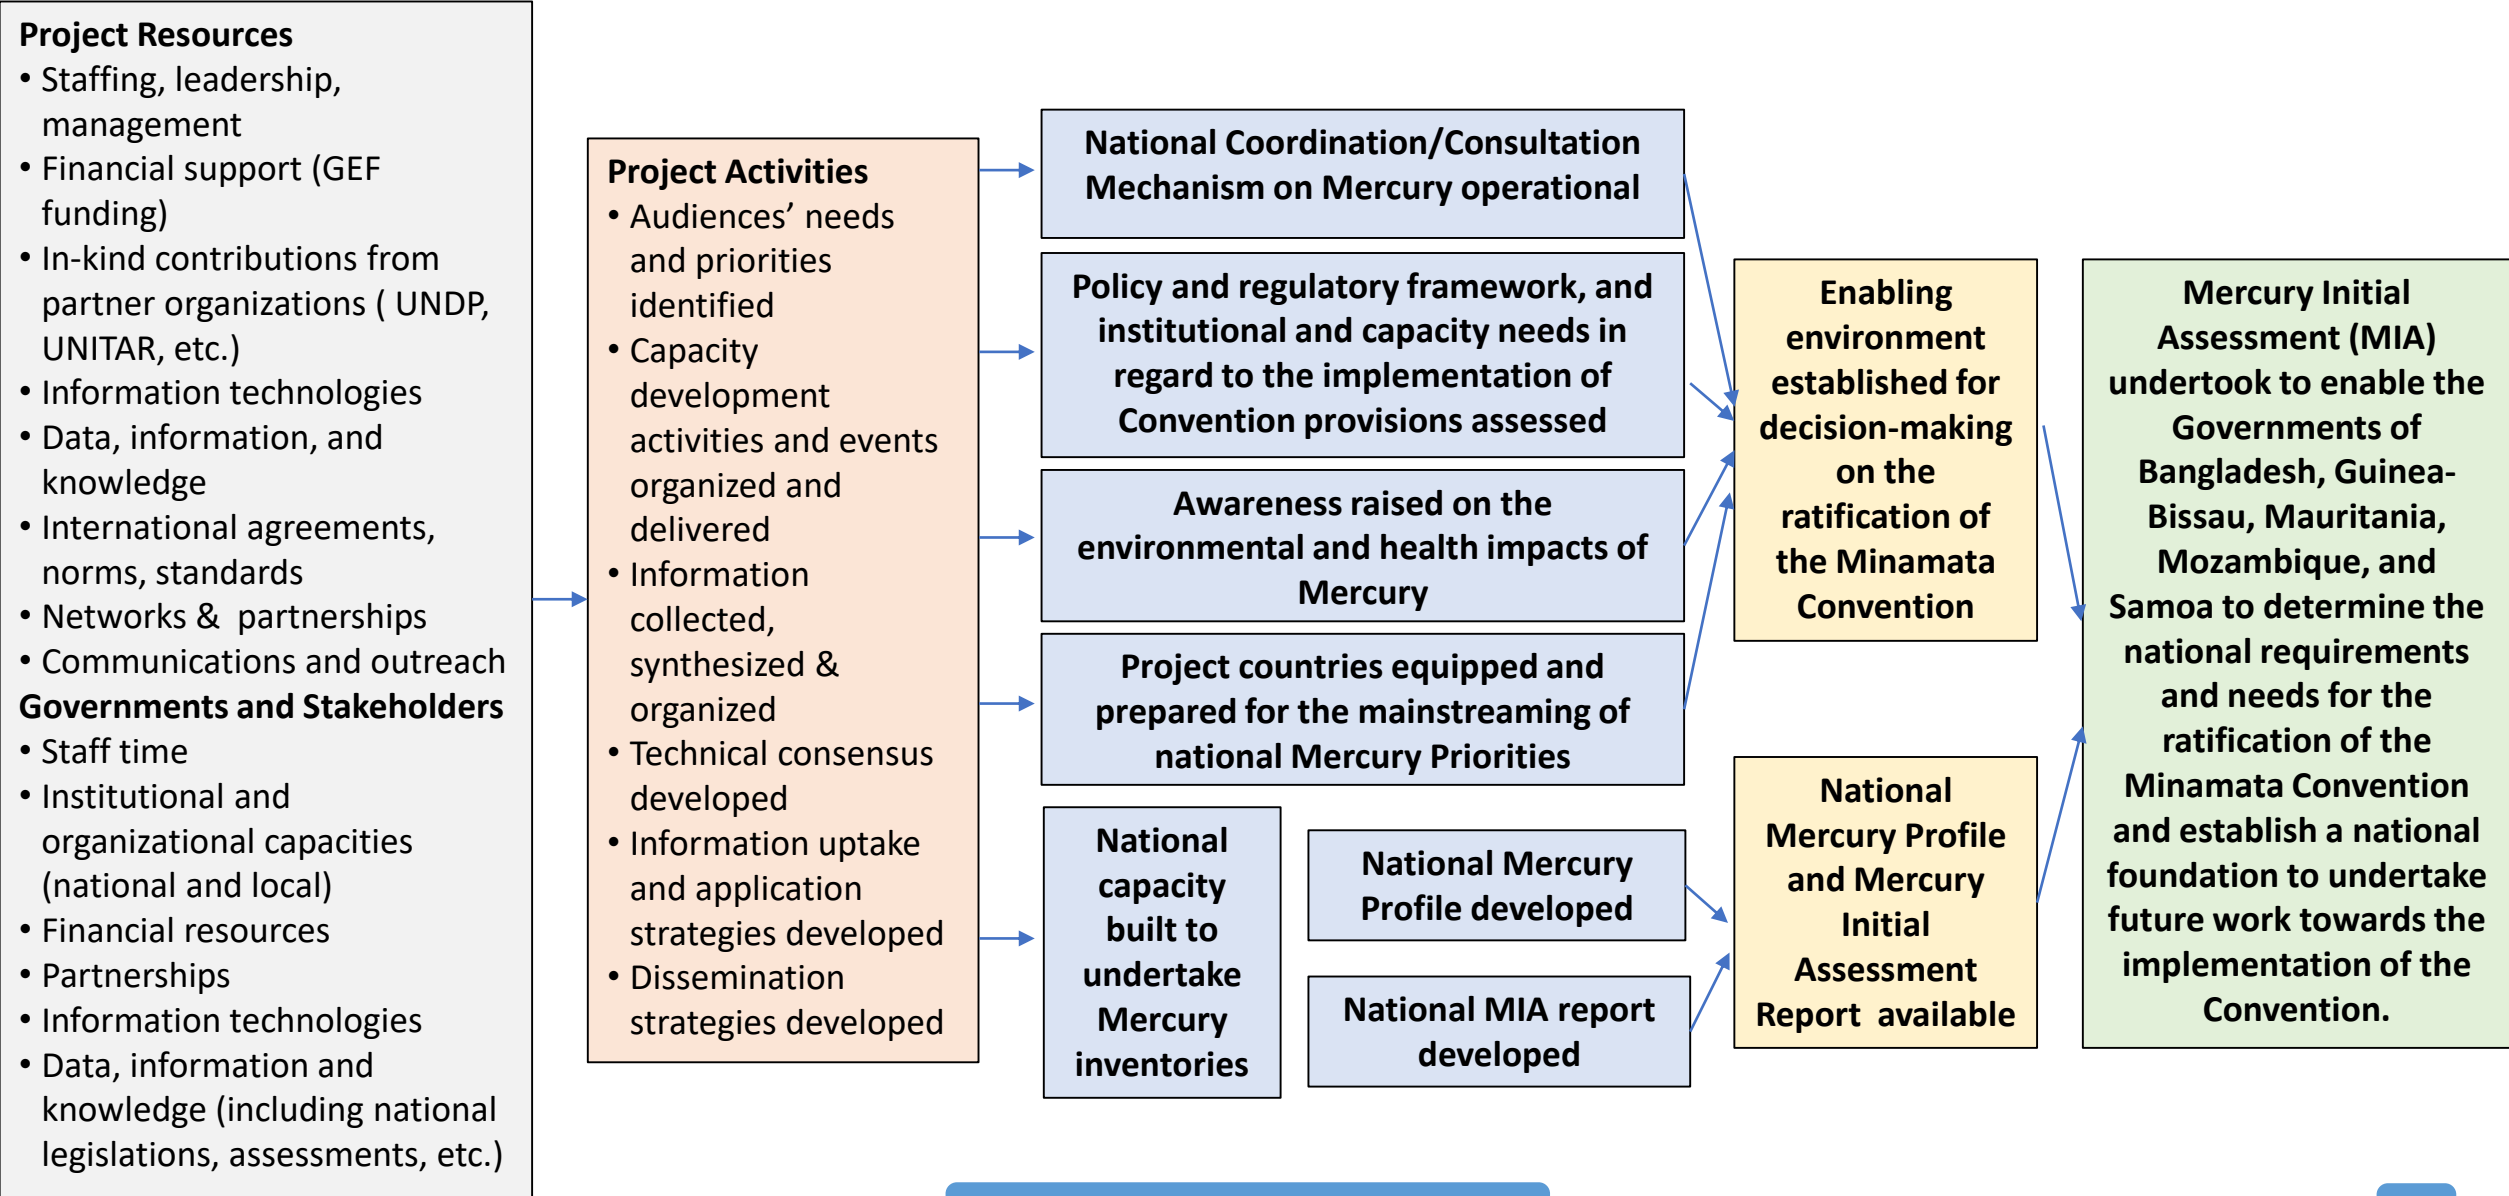 Project Resources
• Staffing, leadership,
management
• Financial support (GEF
funding)
• In-kind contributions from
partner organizations ( UNDP,
UNITAR, etc.)
• Information technologies
• Data, information, and
knowledge
• International agreements,
norms, standards
• Networks &  partnerships
• Communications and outreach
Governments and Stakeholders
• Staff time
• Institutional and
organizational capacities
(national and local)
• Financial resources
• Partnerships
• Information technologies
• Data, information and
knowledge (including national
legislations, assessments, etc.)
Project Activities
• Audiences’ needs
and priorities
identified
• Capacity
development
activities and events
organized and
delivered
• Information
collected,
synthesized &
organized
• Technical consensus
developed
• Information uptake
and application
strategies developed
• Dissemination
strategies developed
National Coordination/Consultation
Mechanism on Mercury operational
Policy and regulatory framework, and
institutional and capacity needs in
regard to the implementation of
Convention provisions assessed
Awareness raised on the
environmental and health impacts of
Mercury
Project countries equipped and
prepared for the mainstreaming of
national Mercury Priorities
National
capacity
built to
undertake
Mercury
inventories
National Mercury
Profile developed
National MIA report
developed
Enabling
environment
established for
decision-making
on the
ratification of
the Minamata
Convention
National
Mercury Profile
and Mercury
Initial
Assessment
Report  available
Mercury Initial
Assessment (MIA)
undertook to enable the
Governments of
Bangladesh, Guinea-
Bissau, Mauritania,
Mozambique, and
Samoa to determine the
national requirements
and needs for the
ratification of the
Minamata Convention
and establish a national
foundation to undertake
future work towards the
implementation of the
Convention.